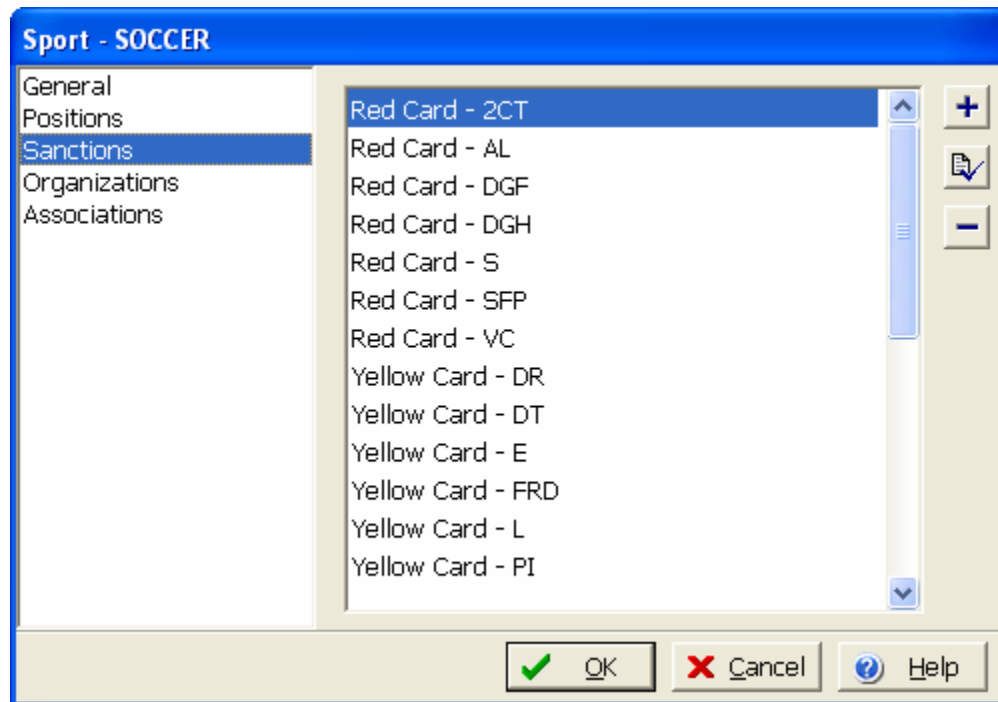 Sport - SOCCER
General
Positions
Sanctions
Organizations
Associations
Red Card - 2CT
Red Card - AL
Red Card - DGF
Red Card - DGH
Red Card - S
Red Card - SFP
Red Card - VC
Yellow Card - DR
Yellow Card - DT
Yellow Card - E
Yellow Card - FRD
Yellow Card - L
Yellow Card - PI
OK
Cancel
Help